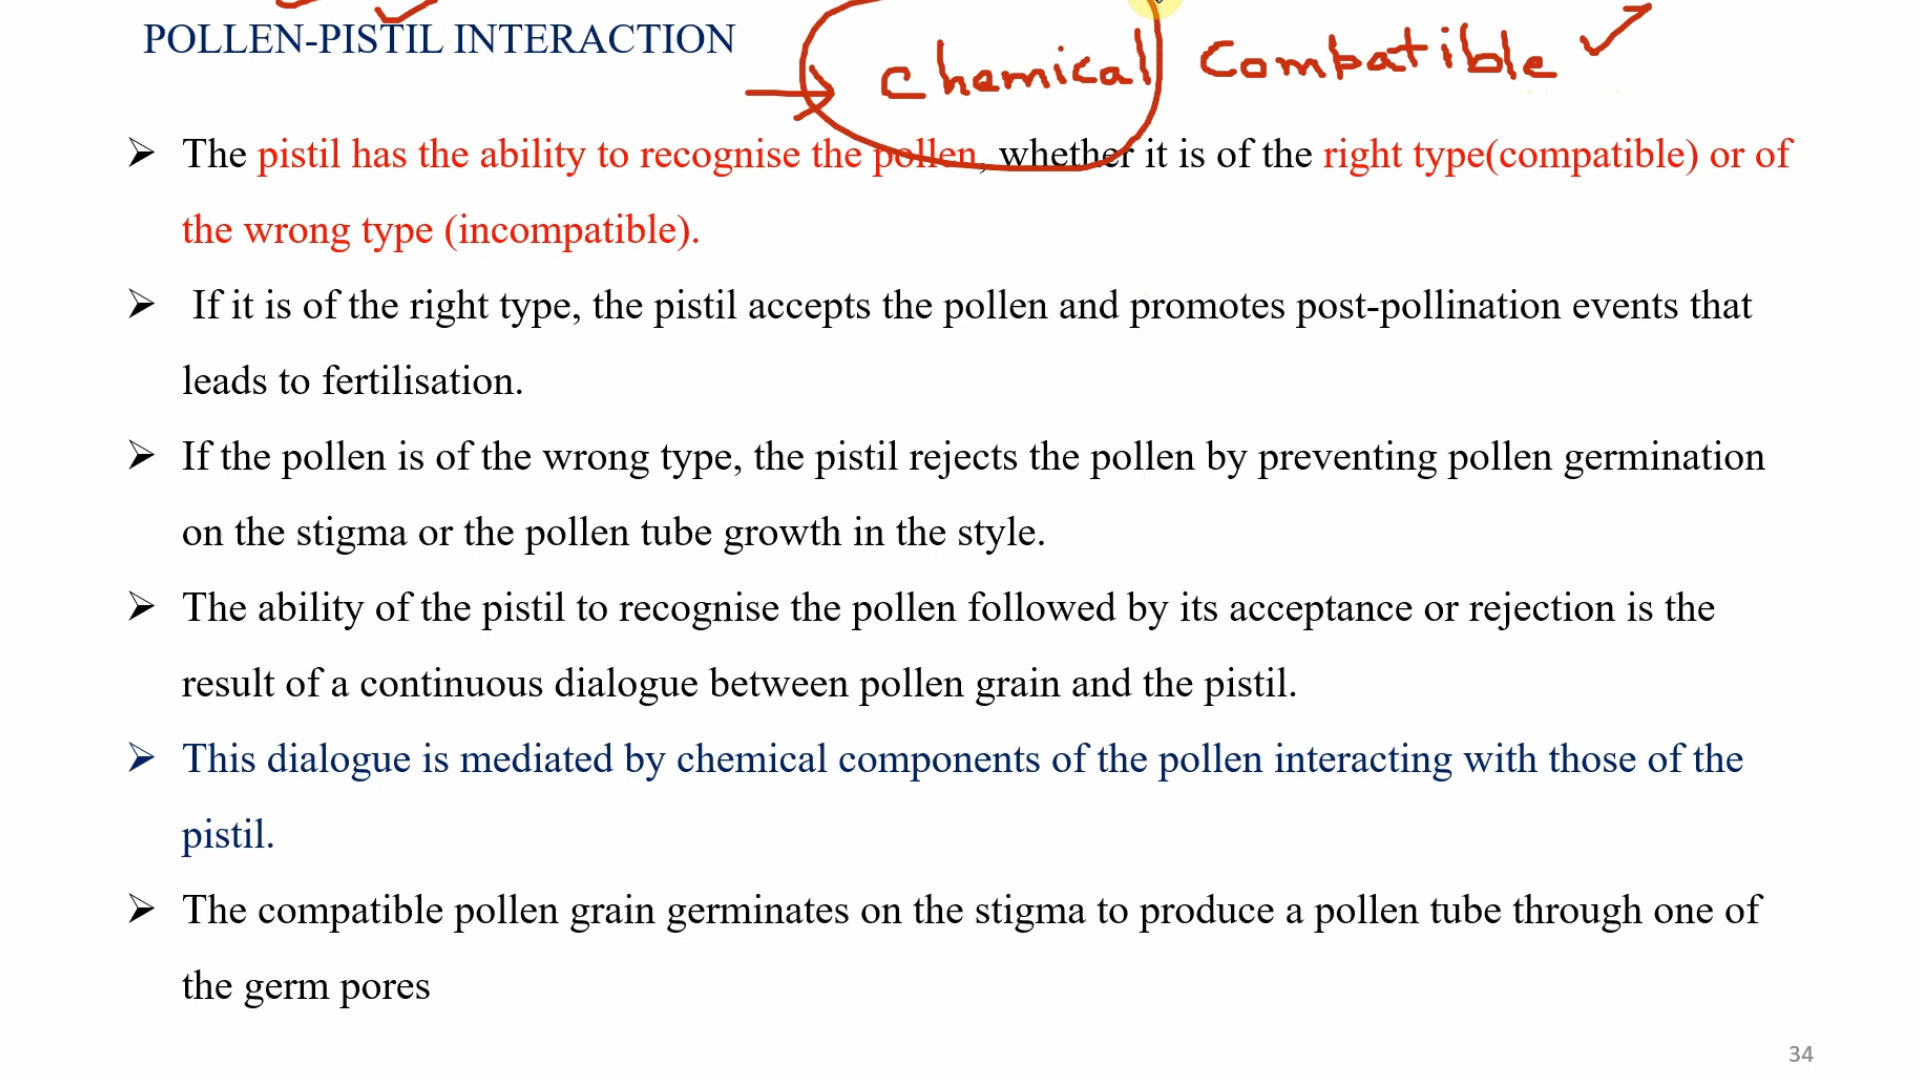 POLLEN-PISTIL INTERACTION
Chemical Compatible
➢ The pistil has the ability to recognise the pollen, whether it is of the right type(compatible) or of
the wrong type (incompatible).
➢ If it is of the right type, the pistil accepts the pollen and promotes post-pollination events that
leads to fertilisation.
➢ If the pollen is of the wrong type, the pistil rejects the pollen by preventing pollen germination
on the stigma or the pollen tube growth in the style.
➢ The ability of the pistil to recognise the pollen followed by its acceptance or rejection is the
result of a continuous dialogue between pollen grain and the pistil.
➢ This dialogue is mediated by chemical components of the pollen interacting with those of the
pistil.
➢ The compatible pollen grain germinates on the stigma to produce a pollen tube through one of
the germ pores
34